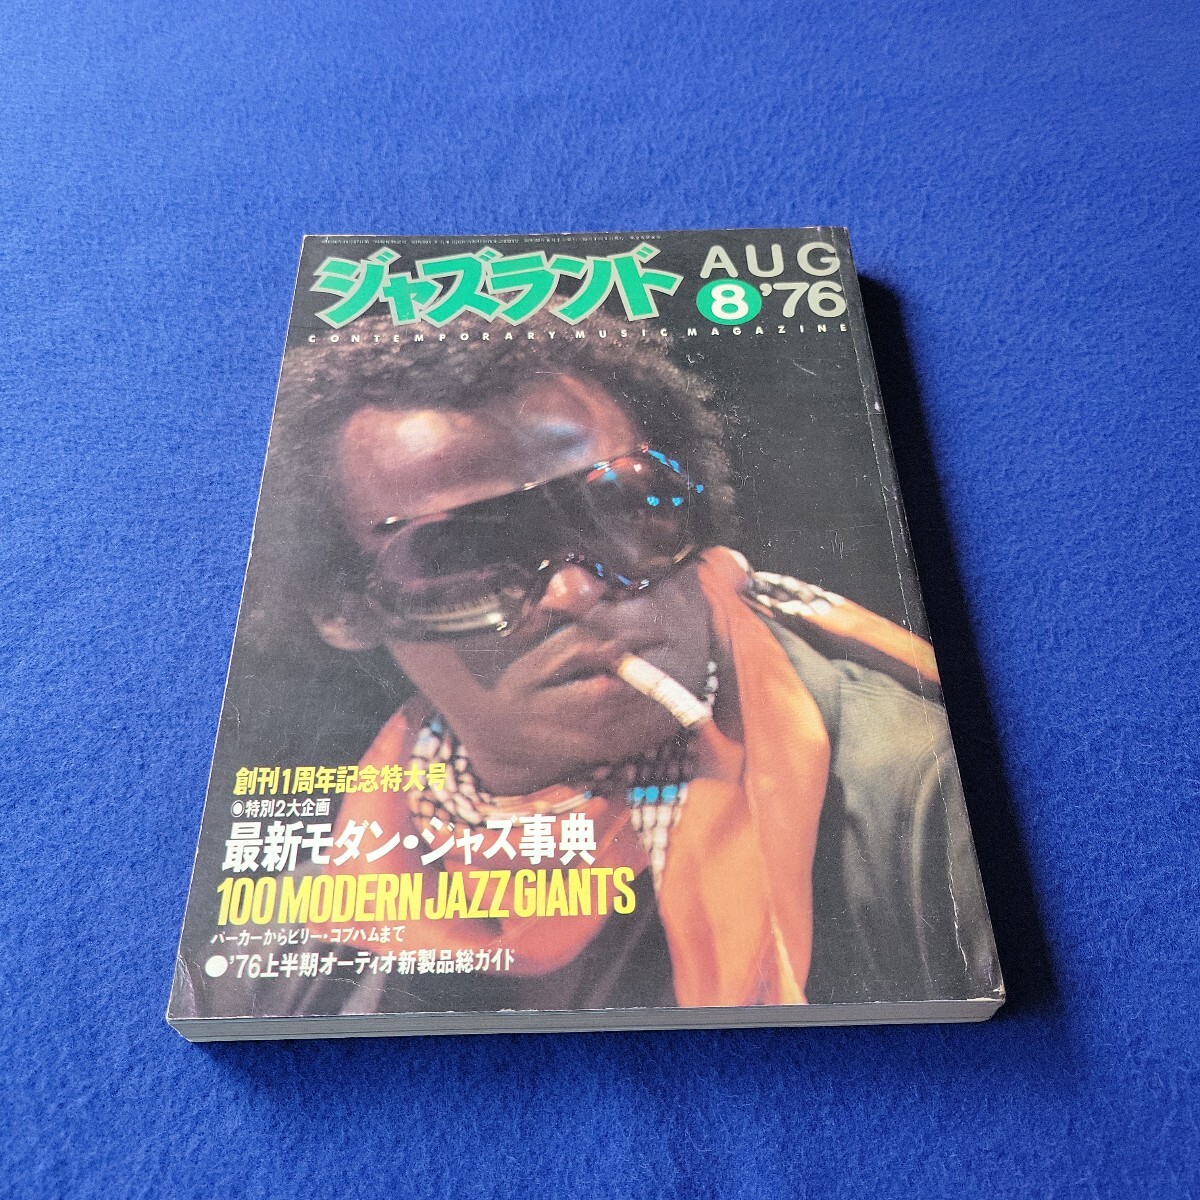 ジャズランド
AUG
8 '76
CONTEMPORARY MUSIC MAGAZINE
創刊1周年記念特大号
◉特別2大企画
最新モダン・ジャズ事典
100 MODERN JAZZ GIANTS
パーカーからビリー・コブハムまで
●'76上半期オーディオ新製品総ガイド